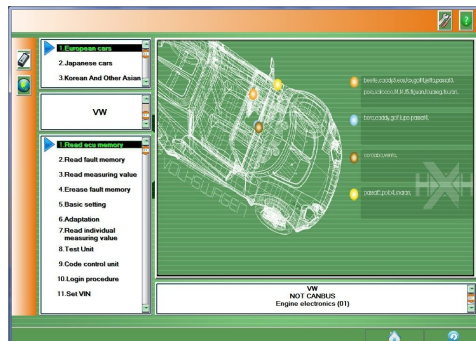 1.European cars
2.Japanese cars
3.Korean And Other Asian
VW
1.Read ecu memory
2.Read fault memory
3.Read measuring value
4.Erease fault memory
5.Basic setting
6.Adaptation
7.Read individual
measuring value
8.Test Unit
9.Code control unit
10.Login procedure
11.Set VIN
VOLKSWAGEN
HXH
VW
NOT CANBUS
Engine electronics (01)